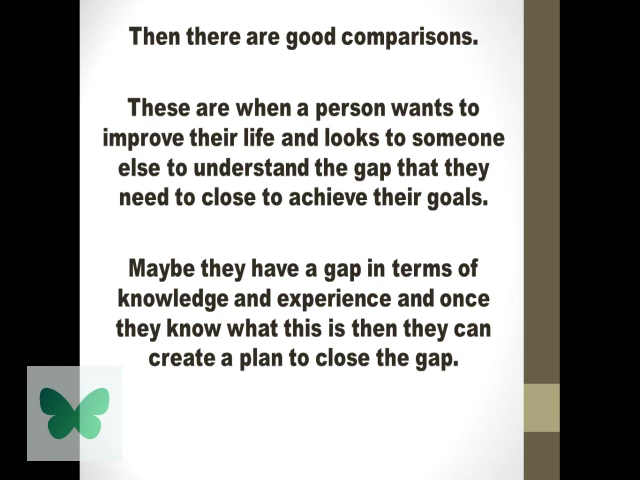 Then there are good comparisons.
These are when a person wants to
improve their life and looks to someone
else to understand the gap that they
need to close to achieve their goals.
Maybe they have a gap in terms of
knowledge and experience and once
they know what this is then they can
create a plan to close the gap.